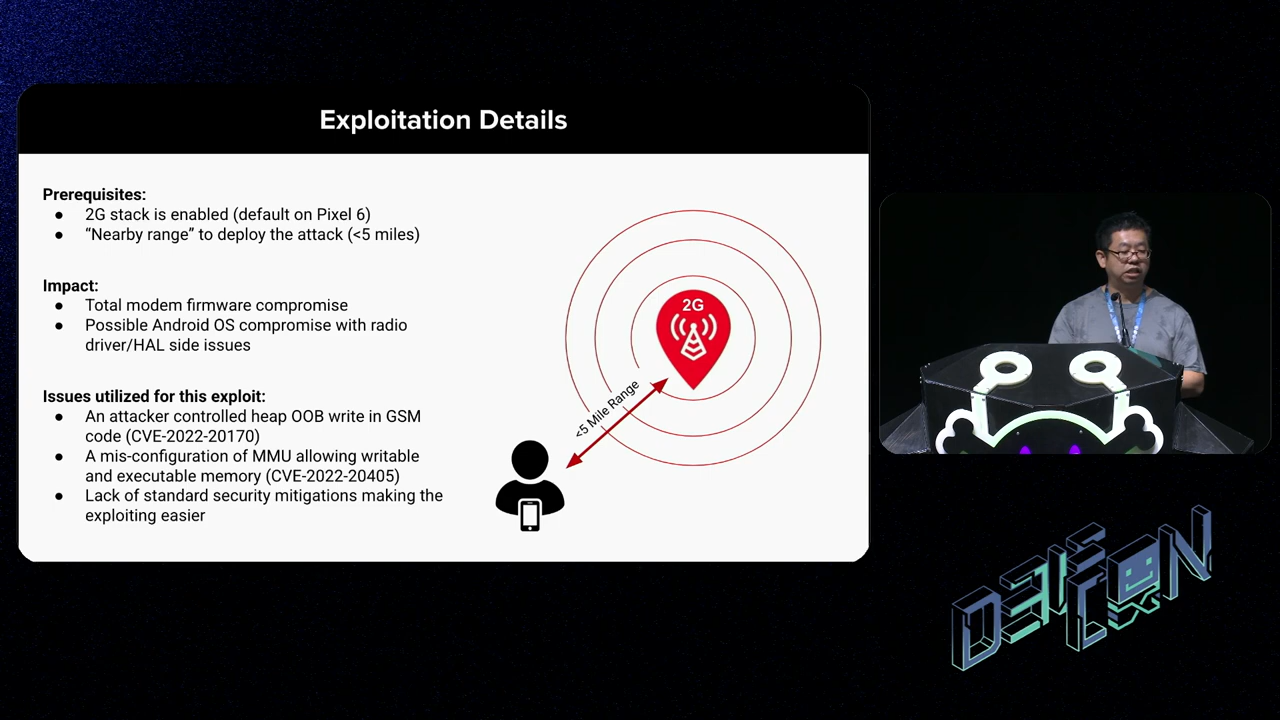 Exploitation Details
Prerequisites:
● 2G stack is enabled (default on Pixel 6)
● “Nearby range” to deploy the attack (<5 miles)
Impact:
● Total modem firmware compromise
● Possible Android OS compromise with radio
driver/HAL side issues
Issues utilized for this exploit:
● An attacker controlled heap OOB write in GSM
code (CVE-2022-20170)
● A mis-configuration of MMU allowing writable
and executable memory (CVE-2022-20405)
● Lack of standard security mitigations making the
exploiting easier
2G
<5 Mile Range
DEF
CON